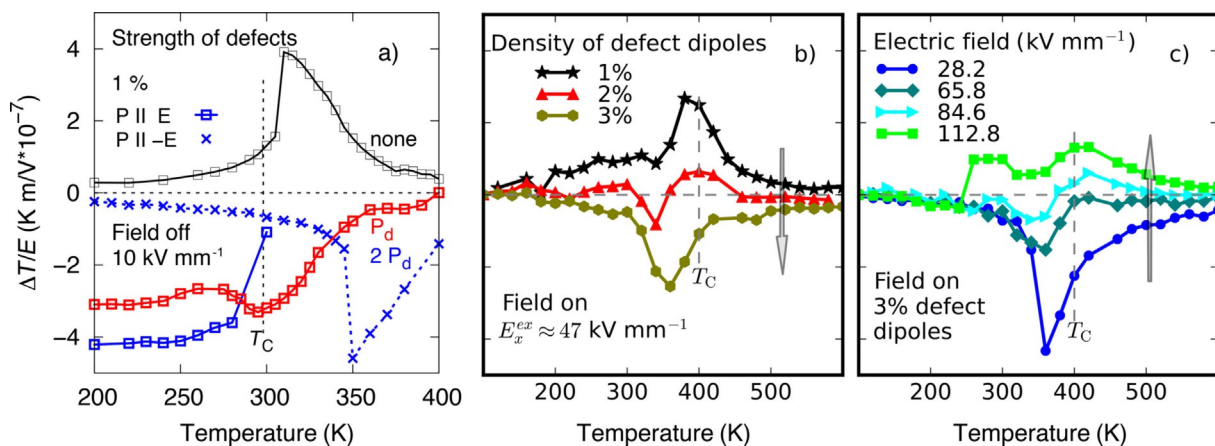 ΔT/E (K m/V*10⁻⁷)
4
2
0
−2
−4
Strength of defects
a)
1 %
P II E
P II −E
none
Field off
10 kV mm⁻¹
P_d
2 P_d
T_C
200 250 300 350 400
Temperature (K)
Density of defect dipoles
b)
1%
2%
3%
T_C
Field on
E_x^ex ≈ 47 kV mm⁻¹
200 300 400 500
Temperature (K)
Electric field (kV mm⁻¹)
c)
28.2
65.8
84.6
112.8
T_C
Field on
3% defect
dipoles
200 300 400 500
Temperature (K)